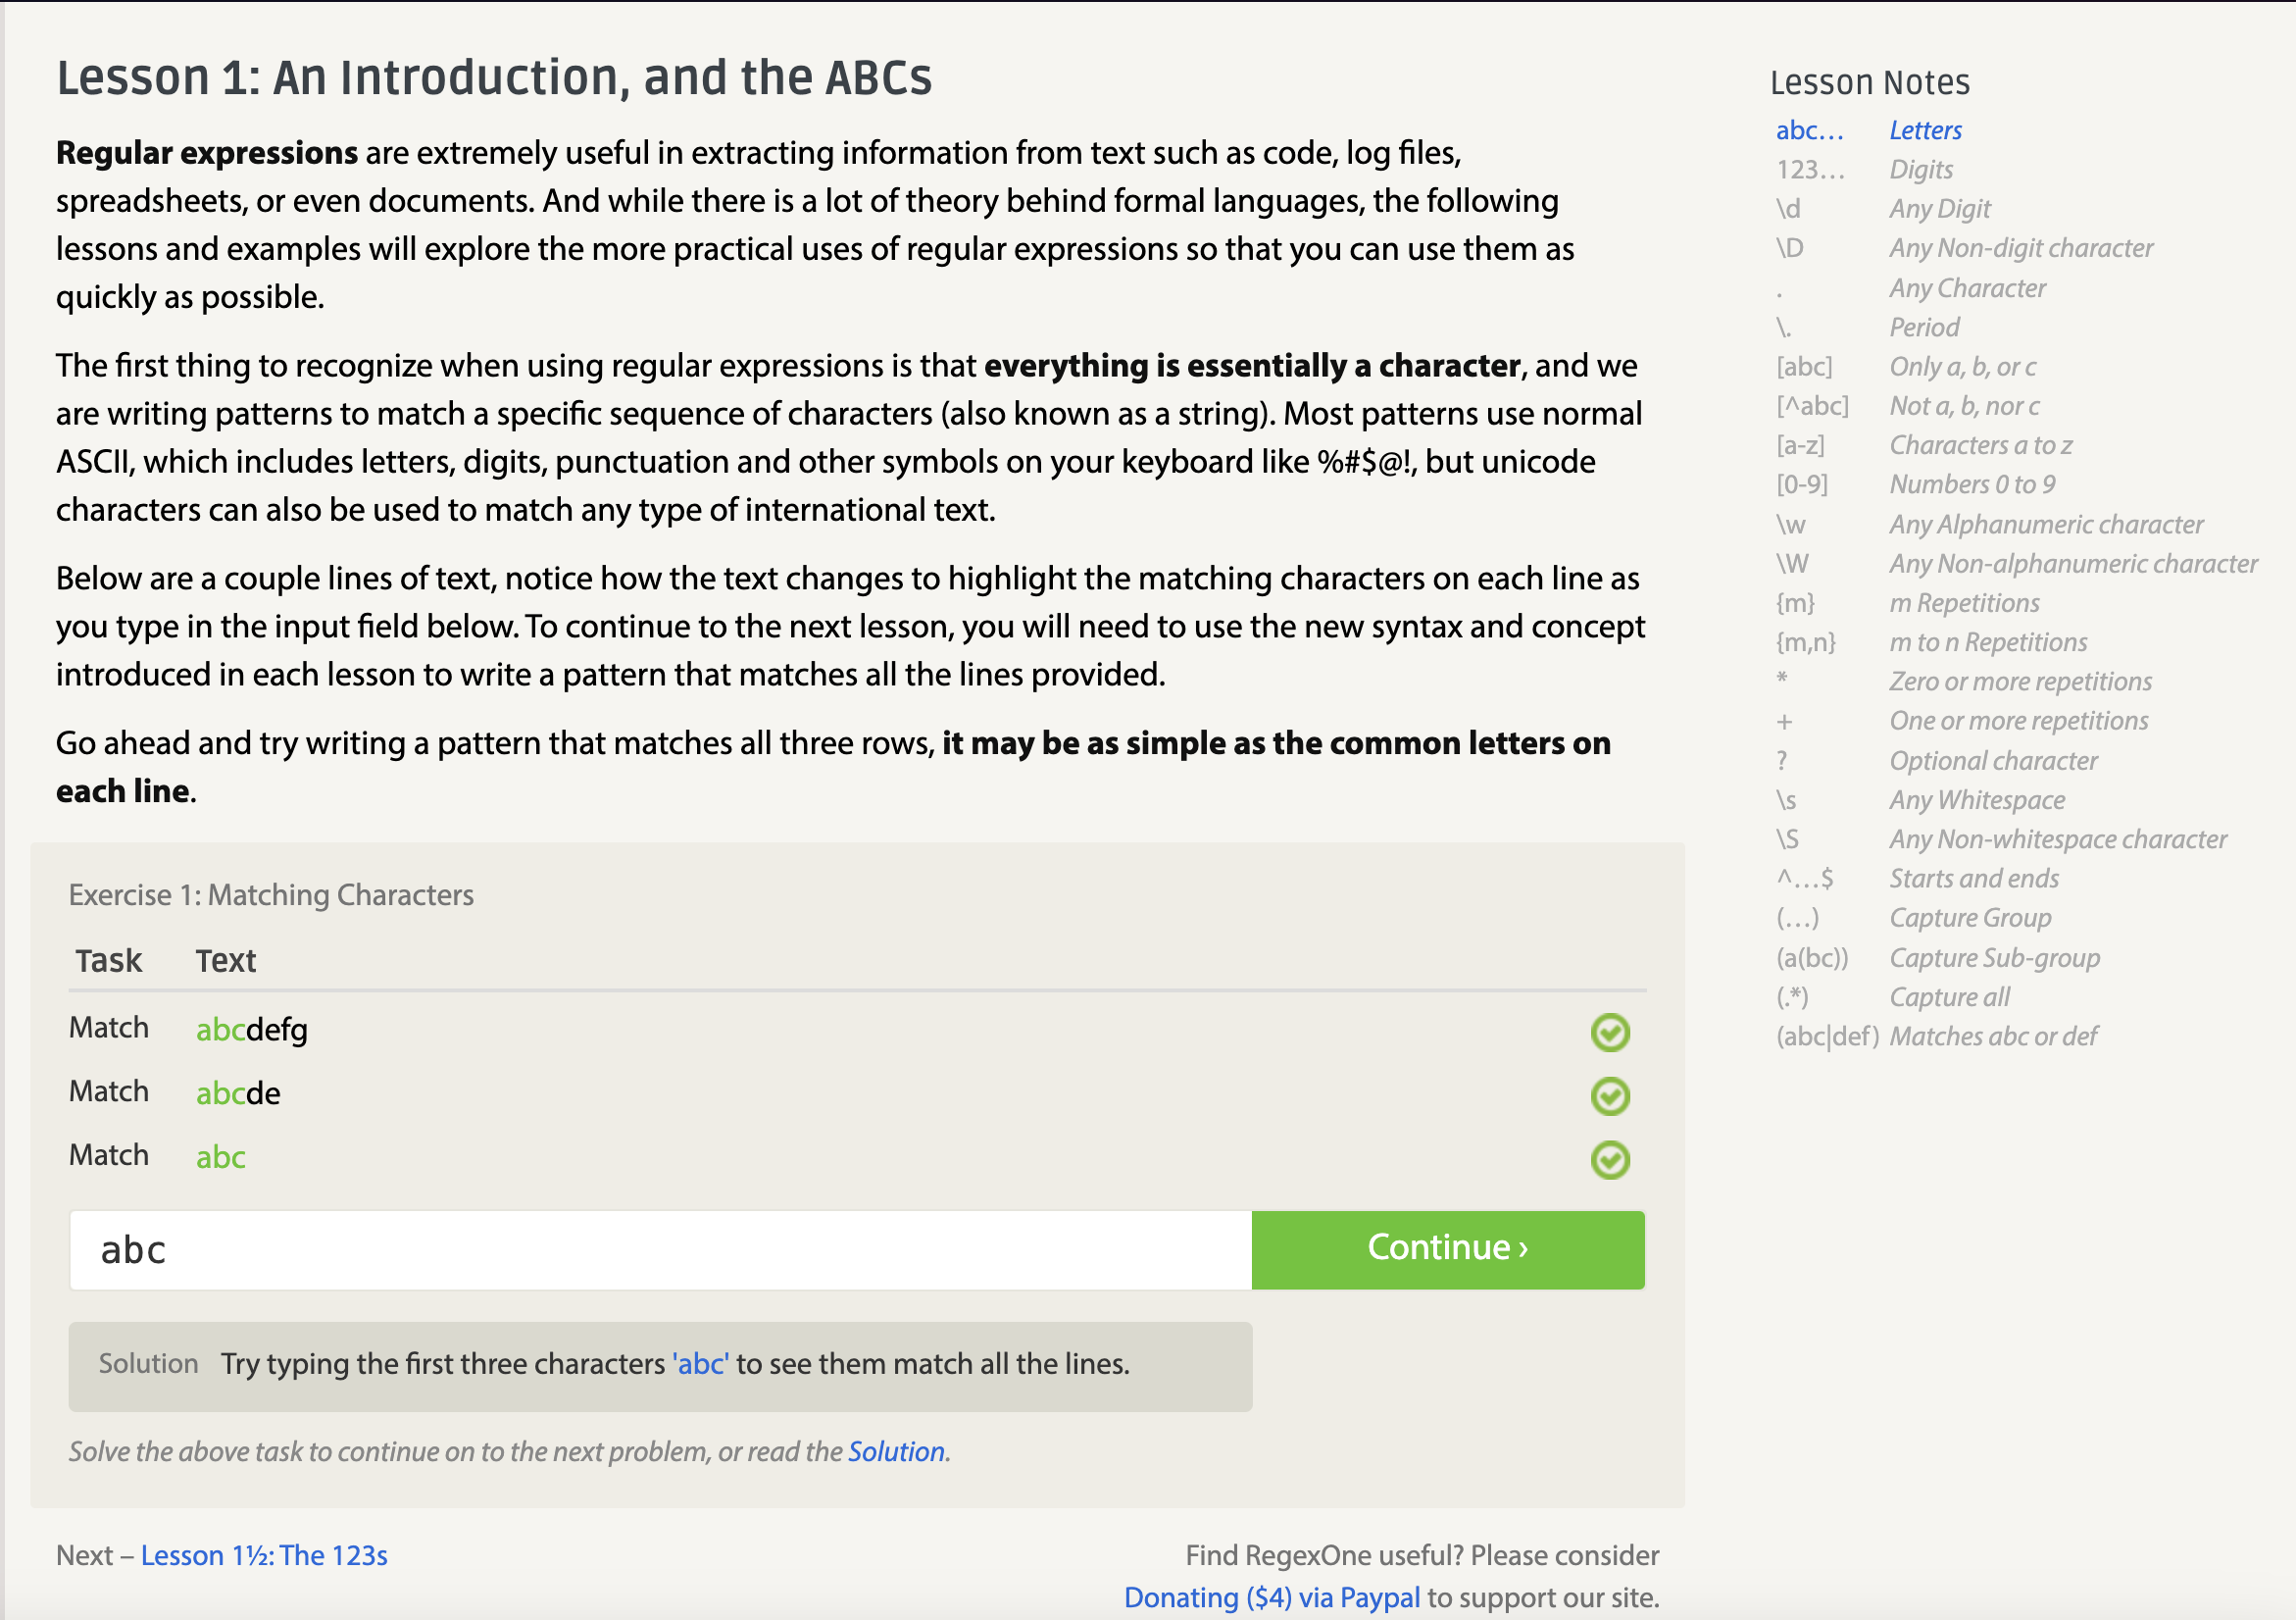 Lesson 1: An Introduction, and the ABCs
Regular expressions are extremely useful in extracting information from text such as code, log files,
spreadsheets, or even documents. And while there is a lot of theory behind formal languages, the following
lessons and examples will explore the more practical uses of regular expressions so that you can use them as
quickly as possible.
The first thing to recognize when using regular expressions is that everything is essentially a character, and we
are writing patterns to match a specific sequence of characters (also known as a string). Most patterns use normal
ASCII, which includes letters, digits, punctuation and other symbols on your keyboard like %#$@!, but unicode
characters can also be used to match any type of international text.
Below are a couple lines of text, notice how the text changes to highlight the matching characters on each line as
you type in the input field below. To continue to the next lesson, you will need to use the new syntax and concept
introduced in each lesson to write a pattern that matches all the lines provided.
Go ahead and try writing a pattern that matches all three rows, it may be as simple as the common letters on
each line.
Exercise 1: Matching Characters
Task Text
Match abcdefg
Match abcde
Match abc
abc
Continue ›
Solution Try typing the first three characters 'abc' to see them match all the lines.
Solve the above task to continue on to the next problem, or read the Solution.
Next – Lesson 1½: The 123s
Find RegexOne useful? Please consider
Donating ($4) via Paypal to support our site.
Lesson Notes
abc… Letters
123… Digits
\d Any Digit
\D Any Non-digit character
. Any Character
\. Period
[abc] Only a, b, or c
[^abc] Not a, b, nor c
[a-z] Characters a to z
[0-9] Numbers 0 to 9
\w Any Alphanumeric character
\W Any Non-alphanumeric character
{m} m Repetitions
{m,n} m to n Repetitions
* Zero or more repetitions
+ One or more repetitions
? Optional character
\s Any Whitespace
\S Any Non-whitespace character
^…$ Starts and ends
(…) Capture Group
(a(bc)) Capture Sub-group
(.*) Capture all
(abc|def) Matches abc or def